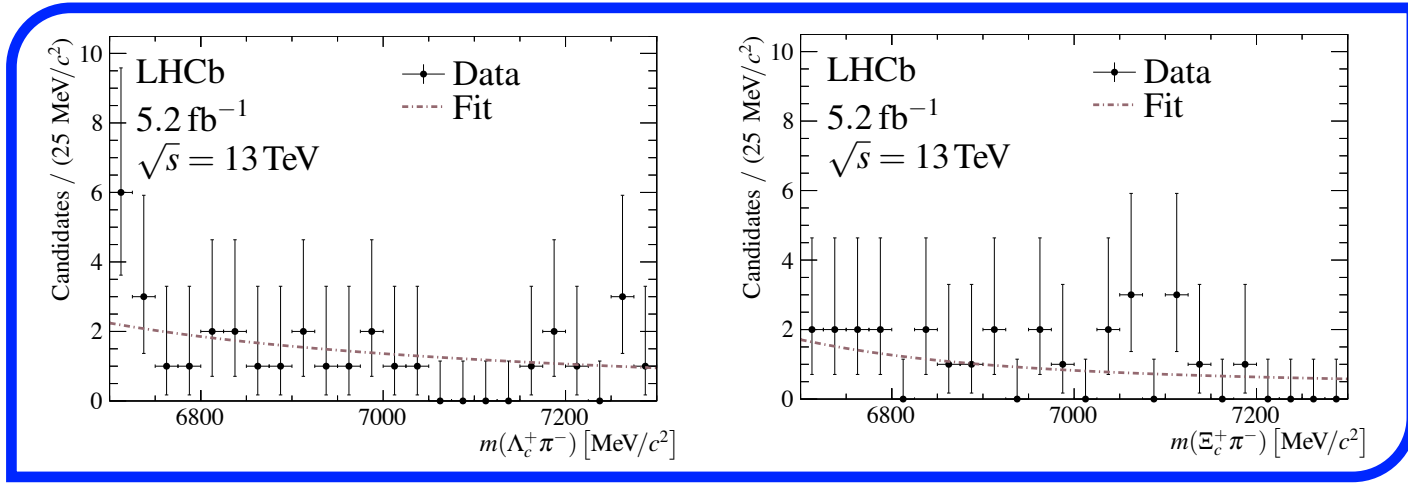 Candidates / (25 MeV/c²)
10
8
6
4
2
0
LHCb
5.2 fb⁻¹
√s = 13 TeV
Data
Fit
6800
7000
7200
m(Λc⁺π⁻) [MeV/c²]
Candidates / (25 MeV/c²)
10
8
6
4
2
0
LHCb
5.2 fb⁻¹
√s = 13 TeV
Data
Fit
6800
7000
7200
m(Ξc⁺π⁻) [MeV/c²]